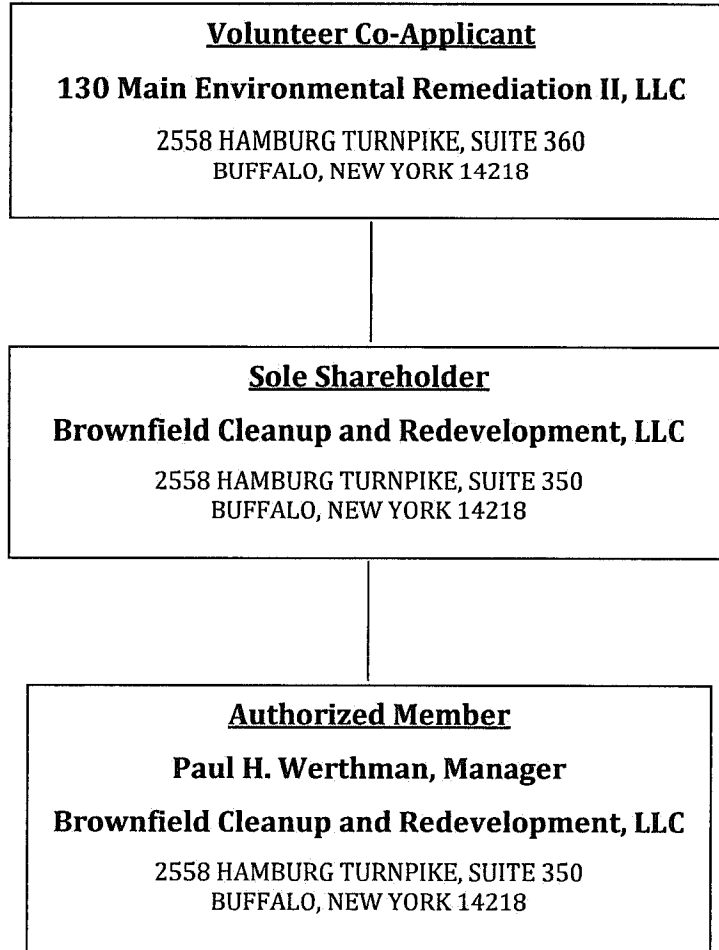 Volunteer Co-Applicant
130 Main Environmental Remediation II, LLC
2558 HAMBURG TURNPIKE, SUITE 360
BUFFALO, NEW YORK 14218
Sole Shareholder
Brownfield Cleanup and Redevelopment, LLC
2558 HAMBURG TURNPIKE, SUITE 350
BUFFALO, NEW YORK 14218
Authorized Member
Paul H. Werthman, Manager
Brownfield Cleanup and Redevelopment, LLC
2558 HAMBURG TURNPIKE, SUITE 350
BUFFALO, NEW YORK 14218